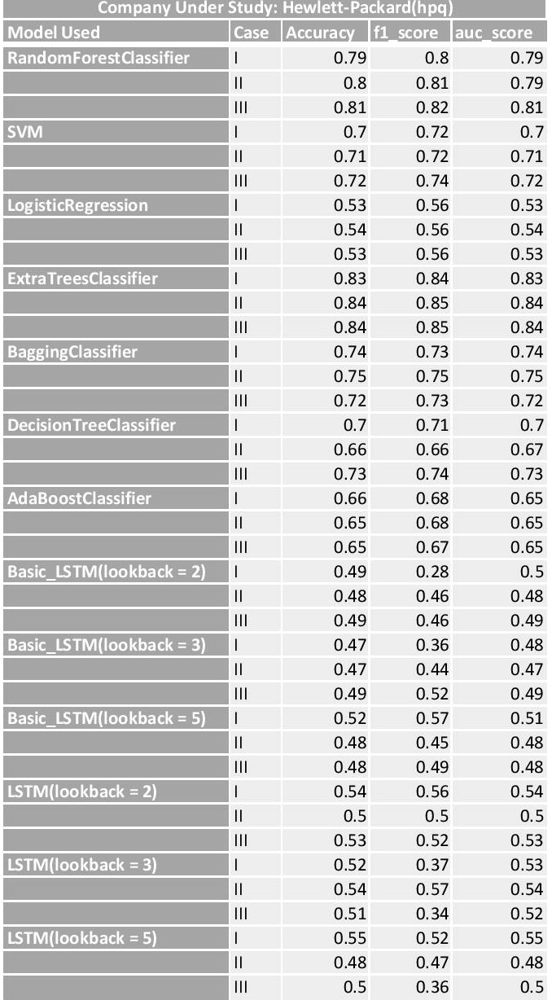 Company Under Study: Hewlett-Packard(hpq)
Model Used Case Accuracy f1_score auc_score
RandomForestClassifier I 0.79 0.8 0.79
II 0.8 0.81 0.79
III 0.81 0.82 0.81
SVM I 0.7 0.72 0.7
II 0.71 0.72 0.71
III 0.72 0.74 0.72
LogisticRegression I 0.53 0.56 0.53
II 0.54 0.56 0.54
III 0.53 0.56 0.53
ExtraTreesClassifier I 0.83 0.84 0.83
II 0.84 0.85 0.84
III 0.84 0.85 0.84
BaggingClassifier I 0.74 0.73 0.74
II 0.75 0.75 0.75
III 0.72 0.73 0.72
DecisionTreeClassifier I 0.7 0.71 0.7
II 0.66 0.66 0.67
III 0.73 0.74 0.73
AdaBoostClassifier I 0.66 0.68 0.65
II 0.65 0.68 0.65
III 0.65 0.67 0.65
Basic_LSTM(lookback = 2) I 0.49 0.28 0.5
II 0.48 0.46 0.48
III 0.49 0.46 0.49
Basic_LSTM(lookback = 3) I 0.47 0.36 0.48
II 0.47 0.44 0.47
III 0.49 0.52 0.49
Basic_LSTM(lookback = 5) I 0.52 0.57 0.51
II 0.48 0.45 0.48
III 0.48 0.49 0.48
LSTM(lookback = 2) I 0.54 0.56 0.54
II 0.5 0.5 0.5
III 0.53 0.52 0.53
LSTM(lookback = 3) I 0.52 0.37 0.53
II 0.54 0.57 0.54
III 0.51 0.34 0.52
LSTM(lookback = 5) I 0.55 0.52 0.55
II 0.48 0.47 0.48
III 0.5 0.36 0.5